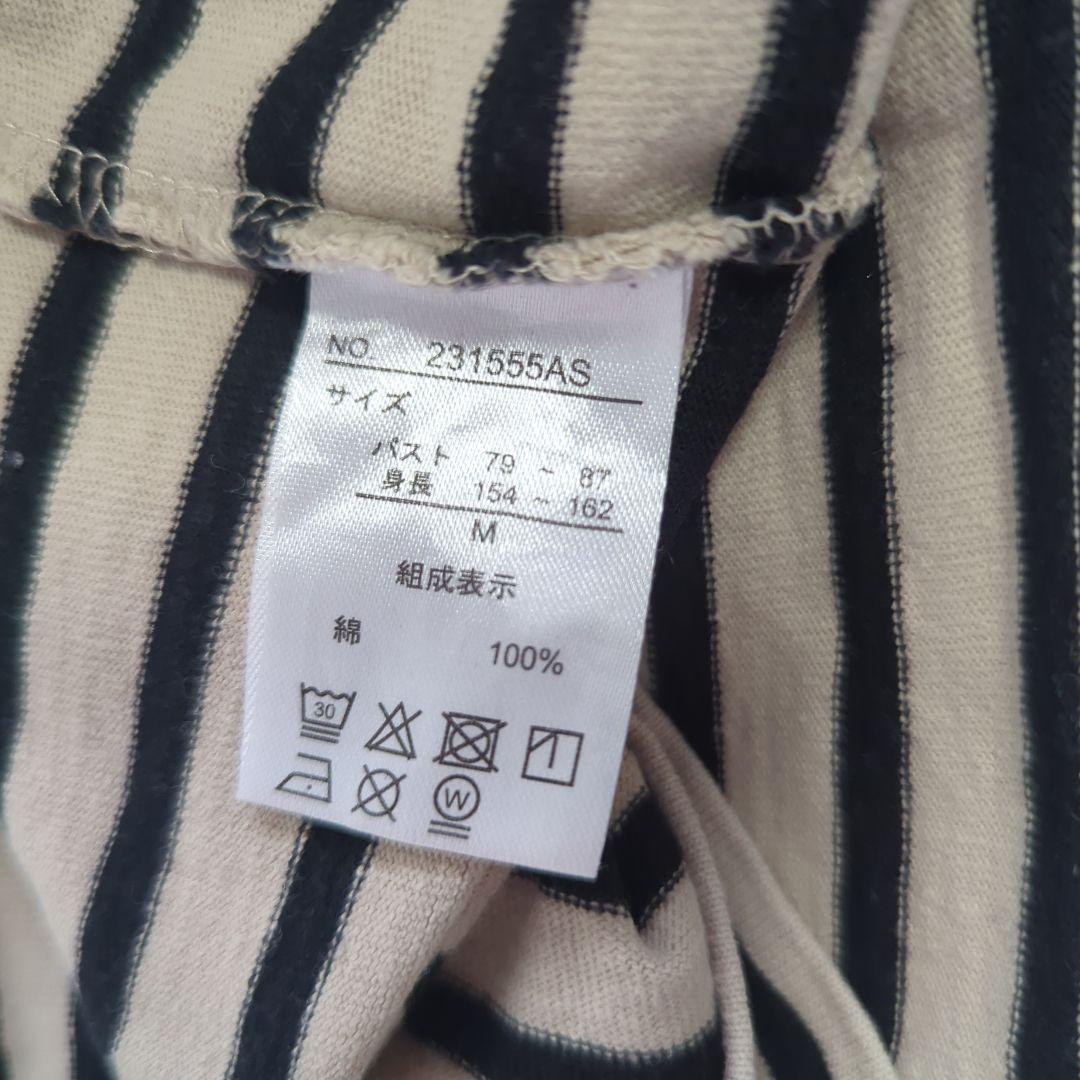 NO. 231555AS
サイズ
バスト 79 ~ 87
身長 154 ~ 162
M
組成表示
綿 100%
30
W